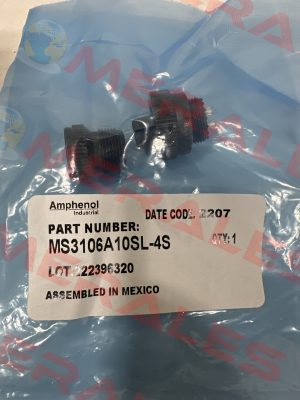 Amphenol
Industrial
DATE CODE. 2207
PART NUMBER:
MS3106A10SL-4S
QTY: 1
LOT:222396320
ASSEMBLED IN MEXICO